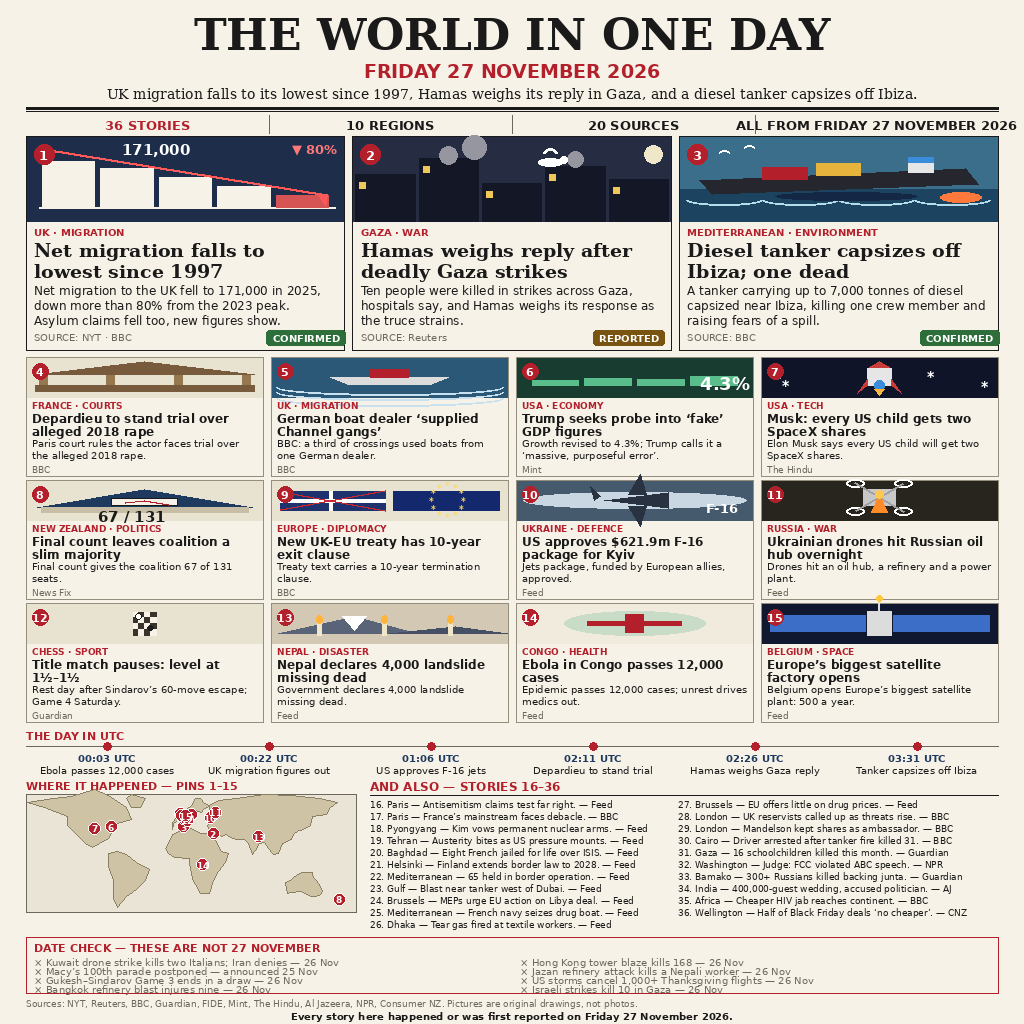 THE WORLD IN ONE DAY
FRIDAY 27 NOVEMBER 2026
UK migration falls to its lowest since 1997, Hamas weighs its reply in Gaza, and a diesel tanker capsizes off Ibiza.
36 STORIES
10 REGIONS
20 SOURCES
ALL FROM FRIDAY 27 NOVEMBER 2026
1
171,000
▼ 80%
UK · MIGRATION
Net migration falls to
lowest since 1997
Net migration to the UK fell to 171,000 in 2025,
down more than 80% from the 2023 peak.
Asylum claims fell too, new figures show.
SOURCE: NYT · BBC
CONFIRMED
2
GAZA · WAR
Hamas weighs reply after
deadly Gaza strikes
Ten people were killed in strikes across Gaza,
hospitals say, and Hamas weighs its response as
the truce strains.
SOURCE: Reuters
REPORTED
3
MEDITERRANEAN · ENVIRONMENT
Diesel tanker capsizes off
Ibiza; one dead
A tanker carrying up to 7,000 tonnes of diesel
capsized near Ibiza, killing one crew member and
raising fears of a spill.
SOURCE: BBC
CONFIRMED
4
FRANCE · COURTS
Depardieu to stand trial over
alleged 2018 rape
Paris court rules the actor faces trial over
the alleged 2018 rape.
BBC
5
UK · MIGRATION
German boat dealer ‘supplied
Channel gangs’
BBC: a third of crossings used boats from
one German dealer.
BBC
6
4.3%
USA · ECONOMY
Trump seeks probe into ‘fake’
GDP figures
Growth revised to 4.3%; Trump calls it a
‘massive, purposeful error’.
Mint
7
USA · TECH
Musk: every US child gets two
SpaceX shares
Elon Musk says every US child will get two
SpaceX shares.
The Hindu
8
67 / 131
NEW ZEALAND · POLITICS
Final count leaves coalition a
slim majority
Final count gives the coalition 67 of 131
seats.
News Fix
9
EUROPE · DIPLOMACY
New UK-EU treaty has 10-year
exit clause
Treaty text carries a 10-year termination
clause.
BBC
10
F-16
UKRAINE · DEFENCE
US approves $621.9m F-16
package for Kyiv
Jets package, funded by European allies,
approved.
Feed
11
RUSSIA · WAR
Ukrainian drones hit Russian oil
hub overnight
Drones hit an oil hub, a refinery and a power
plant.
Feed
12
CHESS · SPORT
Title match pauses: level at
1½–1½
Rest day after Sindarov’s 60-move escape;
Game 4 Saturday.
Guardian
13
NEPAL · DISASTER
Nepal declares 4,000 landslide
missing dead
Government declares 4,000 landslide
missing dead.
Feed
14
CONGO · HEALTH
Ebola in Congo passes 12,000
cases
Epidemic passes 12,000 cases; unrest drives
medics out.
Feed
15
BELGIUM · SPACE
Europe’s biggest satellite
factory opens
Belgium opens Europe’s biggest satellite
plant: 500 a year.
Feed
THE DAY IN UTC
00:03 UTC
Ebola passes 12,000 cases
00:22 UTC
UK migration figures out
01:06 UTC
US approves F-16 jets
02:11 UTC
Depardieu to stand trial
02:26 UTC
Hamas weighs Gaza reply
03:31 UTC
Tanker capsizes off Ibiza
WHERE IT HAPPENED — PINS 1–15
7
6
2
13
14
8
AND ALSO — STORIES 16–36
16. Paris — Antisemitism claims test far right. — Feed
17. Paris — France’s mainstream faces debacle. — BBC
18. Pyongyang — Kim vows permanent nuclear arms. — Feed
19. Tehran — Austerity bites as US pressure mounts. — Feed
20. Baghdad — Eight French jailed for life over ISIS. — Feed
21. Helsinki — Finland extends border law to 2028. — Feed
22. Mediterranean — 65 held in border operation. — Feed
23. Gulf — Blast near tanker west of Dubai. — Feed
24. Brussels — MEPs urge EU action on Libya deal. — Feed
25. Mediterranean — French navy seizes drug boat. — Feed
26. Dhaka — Tear gas fired at textile workers. — Feed
27. Brussels — EU offers little on drug prices. — Feed
28. London — UK reservists called up as threats rise. — BBC
29. London — Mandelson kept shares as ambassador. — BBC
30. Cairo — Driver arrested after tanker fire killed 31. — BBC
31. Gaza — 16 schoolchildren killed this month. — Guardian
32. Washington — Judge: FCC violated ABC speech. — NPR
33. Bamako — 300+ Russians killed backing junta. — Guardian
34. India — 400,000-guest wedding, accused politician. — AJ
35. Africa — Cheaper HIV jab reaches continent. — BBC
36. Wellington — Half of Black Friday deals ‘no cheaper’. — CNZ
DATE CHECK — THESE ARE NOT 27 NOVEMBER
× Kuwait drone strike kills two Italians; Iran denies — 26 Nov
× Macy’s 100th parade postponed — announced 25 Nov
× Gukesh–Sindarov Game 3 ends in a draw — 26 Nov
× Bangkok refinery blast injures nine — 26 Nov
× Hong Kong tower blaze kills 168 — 26 Nov
× Jazan refinery attack kills a Nepali worker — 26 Nov
× US storms cancel 1,000+ Thanksgiving flights — 26 Nov
× Israeli strikes kill 10 in Gaza — 26 Nov
Sources: NYT, Reuters, BBC, Guardian, FIDE, Mint, The Hindu, Al Jazeera, NPR, Consumer NZ. Pictures are original drawings, not photos.
Every story here happened or was first reported on Friday 27 November 2026.